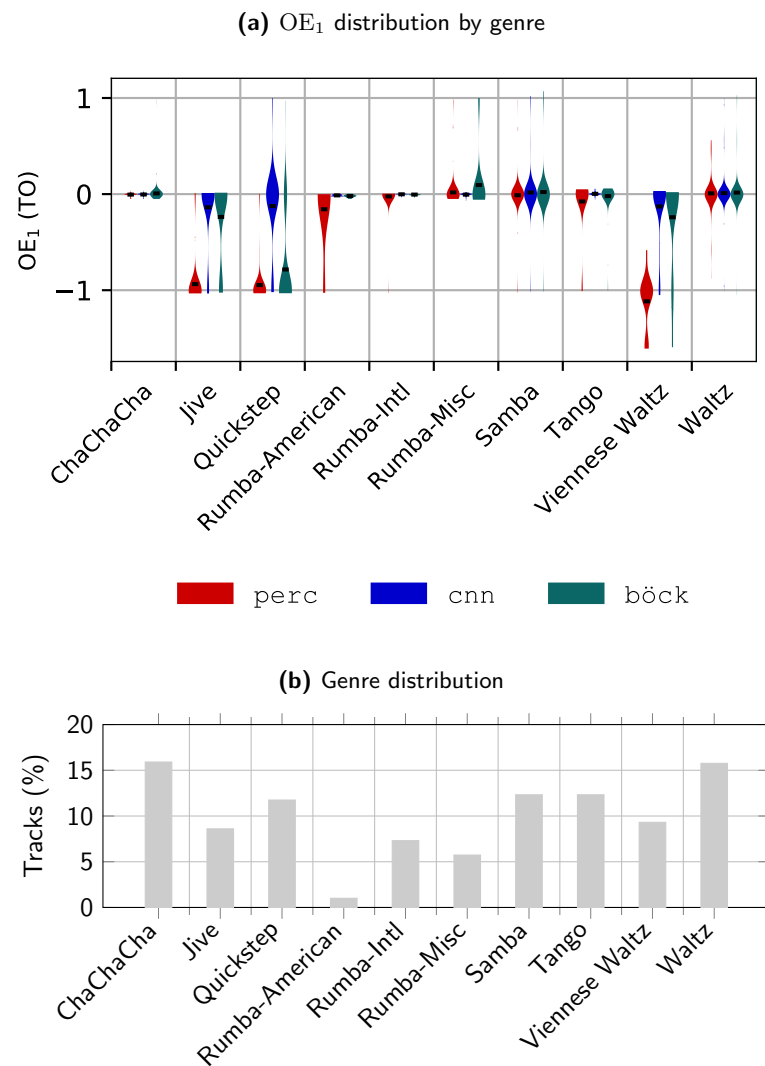 (a) OE₁ distribution by genre
OE₁ (TO)
1
0
−1
ChaChaCha
Jive
Quickstep
Rumba-American
Rumba-Intl
Rumba-Misc
Samba
Tango
Viennese Waltz
Waltz
perc cnn böck
(b) Genre distribution
Tracks (%)
20
15
10
5
0
ChaChaCha
Jive
Quickstep
Rumba-American
Rumba-Intl
Rumba-Misc
Samba
Tango
Viennese Waltz
Waltz